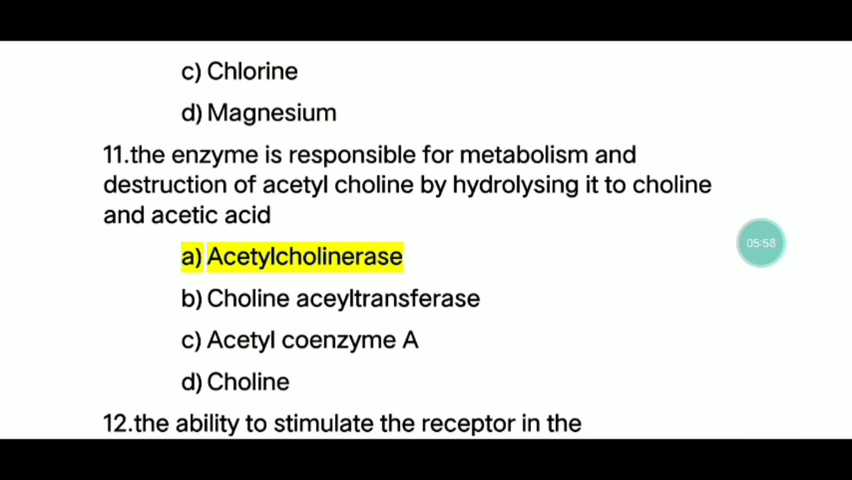 c) Chlorine
d) Magnesium
11.the enzyme is responsible for metabolism and
destruction of acetyl choline by hydrolysing it to choline
and acetic acid
a) Acetylcholinerase
05:58
b) Choline aceyltransferase
c) Acetyl coenzyme A
d) Choline
12.the ability to stimulate the receptor in the